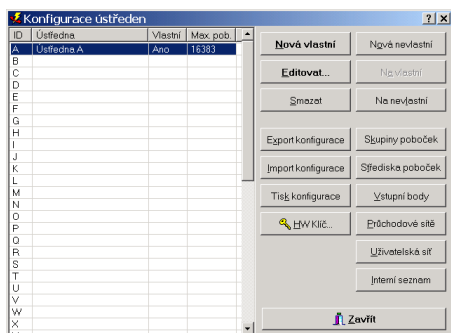 Konfigurace ústředen
ID Ústředna Vlastní Max. pob.
A Ústředna A Ano 16383
B
C
D
E
F
G
H
I
J
K
L
M
N
O
P
Q
R
S
T
U
V
W
X
Nová vlastní Nová nevlastní
Editovat... Na vlastní
Smazat Na nevlastní
Export konfigurace Skupiny poboček
Import konfigurace Střediska poboček
Tisk konfigurace Vstupní body
HW Klíč... Průchodové sítě
Uživatelská síť
Interní seznam
Zavřít